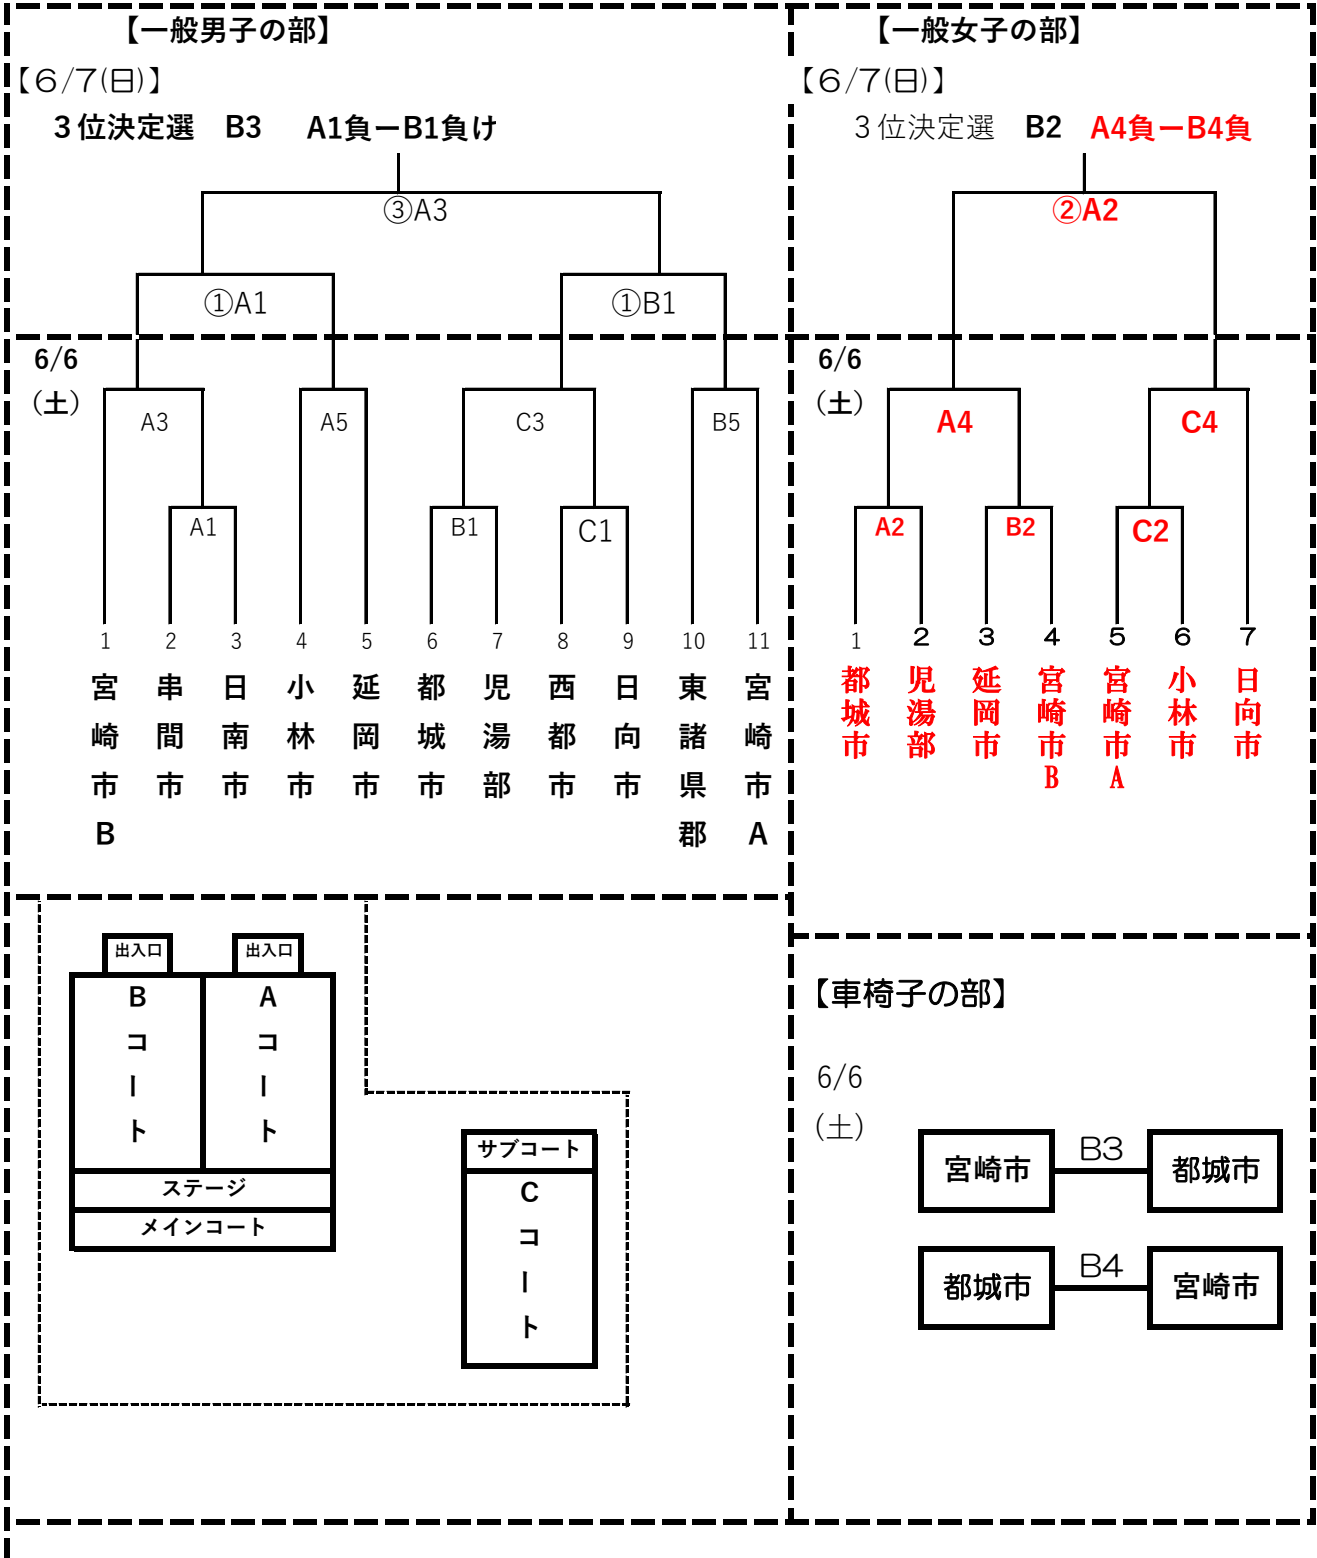 【一般男子の部】
【6/7(日)】
３位決定選　B3　A1負ーB1負け
③A3
①A1
①B1
6/6
(土)
A3
A5
C3
B5
A1
B1
C1
1 2 3 4 5 6 7 8 9 10 11
宮崎市B
串間市
日南市
小林市
延岡市
都城市
児湯部
西都市
日向市
東諸県郡
宮崎市A
【一般女子の部】
【6/7(日)】
３位決定選　B2　A4負ーB4負
②A2
6/6
(土)
A4
C4
A2
B2
C2
1 2 3 4 5 6 7
都城市
児湯部
延岡市
宮崎市B
宮崎市A
小林市
日向市
出入口
出入口
Bコート
Aコート
ステージ
メインコート
サブコート
Cコート
【車椅子の部】
6/6
(土)
宮崎市 B3 都城市
都城市 B4 宮崎市